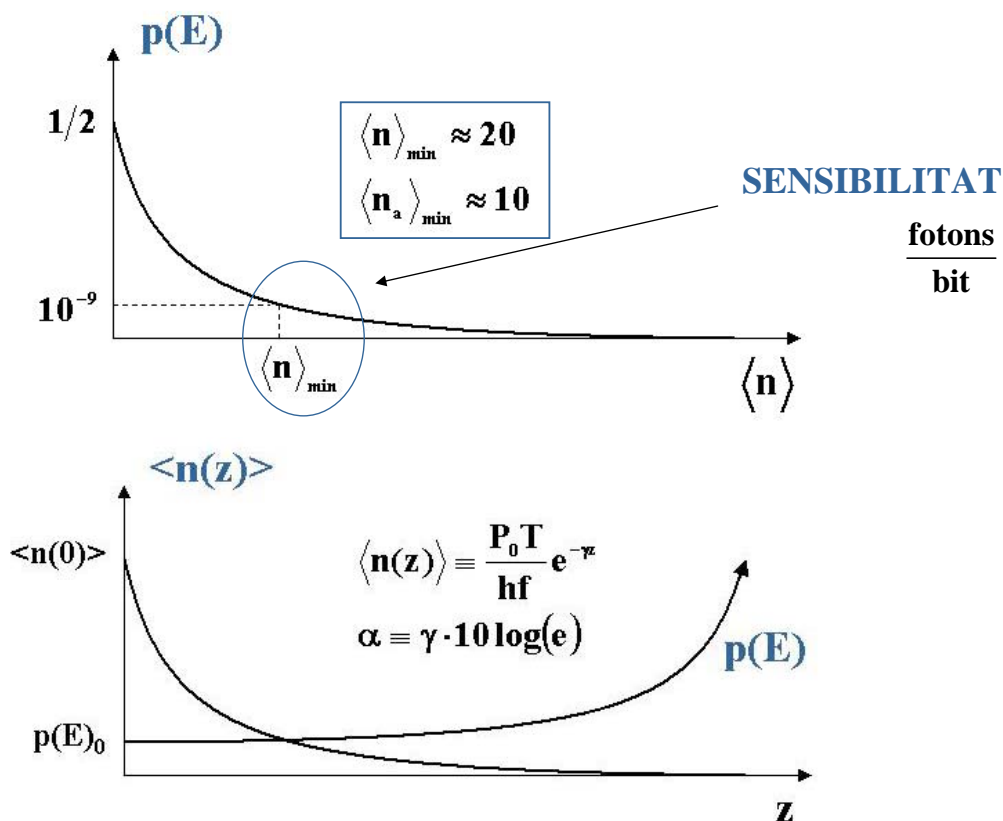 p(E)
1/2
⟨n⟩min ≈ 20
⟨na⟩min ≈ 10
SENSIBILITAT
fotons
bit
10⁻⁹
⟨n⟩min
⟨n⟩
<n(z)>
<n(0)>
⟨n(z)⟩ ≡ P₀T/hf e^(-γz)
α ≡ γ·10 log(e)
p(E)
p(E)₀
z